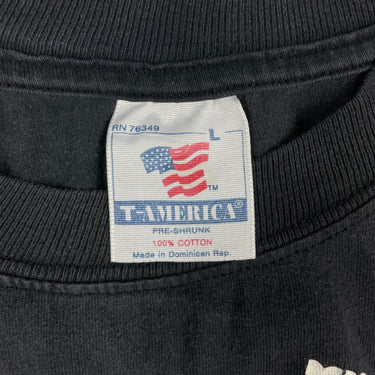 RN 76349 L
TM
T-AMERICA®
PRE-SHRUNK
100% COTTON
Made in Dominican Rep.